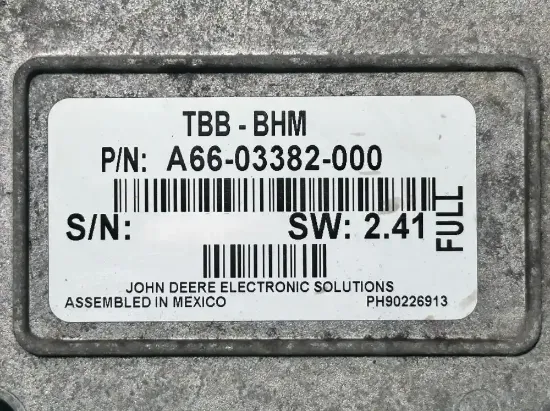 TBB - BHM
P/N: A66-03382-000
S/N: SW: 2.41
FULL
JOHN DEERE ELECTRONIC SOLUTIONS
ASSEMBLED IN MEXICO PH90226913